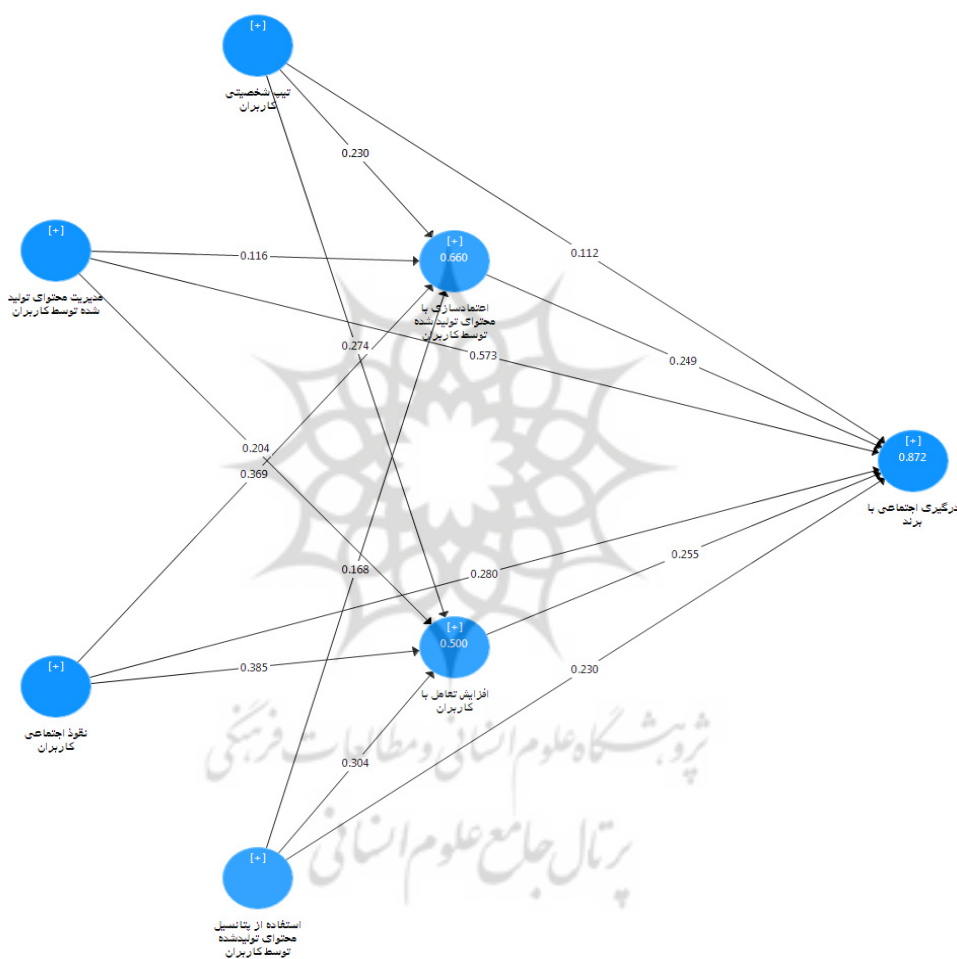 [+]
تیپ شخصیتی
کاربران
0.230
[+]
0.116
مدیریت محتوای تولید
شده توسط کاربران
[+]
0.660
اعتمادسازی با
محتوای تولید شده
توسط کاربران
0.112
0.274
0.573
0.249
[+]
0.872
درگیری اجتماعی با
برند
0.204
0.369
0.168
0.280
0.255
[+]
0.500
افزایش تعامل با
کاربران
[+]
0.385
نفوذ اجتماعی
کاربران
0.230
0.304
پژوهشگاه علوم انسانی و مطالعات فرهنگی
پرتال جامع علوم انسانی
[+]
استفاده از پتانسیل
محتوای تولیدشده
توسط کاربران